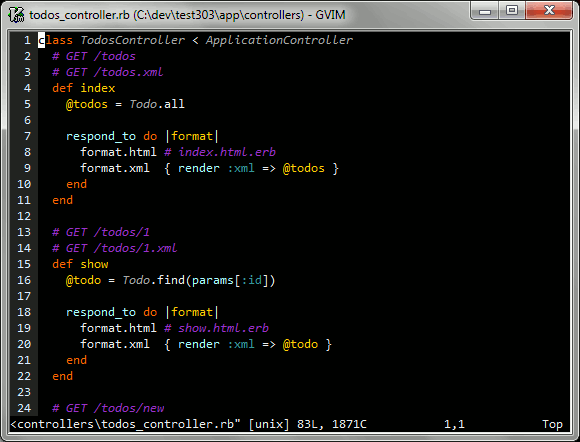 todos_controller.rb (C:\dev\test303\app\controllers) - GVIM
1 class TodosController < ApplicationController
2   # GET /todos
3   # GET /todos.xml
4   def index
5     @todos = Todo.all
6
7     respond_to do |format|
8       format.html # index.html.erb
9       format.xml  { render :xml => @todos }
10     end
11   end
12
13   # GET /todos/1
14   # GET /todos/1.xml
15   def show
16     @todo = Todo.find(params[:id])
17
18     respond_to do |format|
19       format.html # show.html.erb
20       format.xml  { render :xml => @todo }
21     end
22   end
23
24   # GET /todos/new
<controllers\todos_controller.rb" [unix] 83L, 1871C 1,1 Top